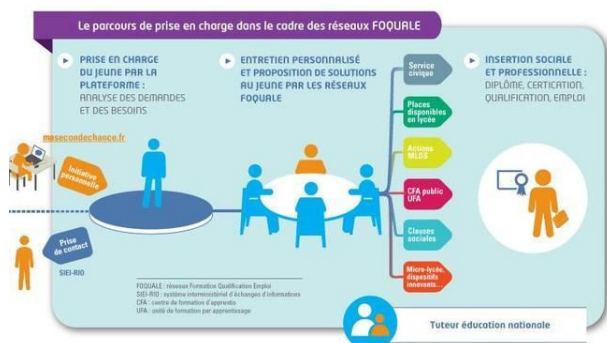 Le parcours de prise en charge dans le cadre des réseaux FOQUALE
PRISE EN CHARGE
DU JEUNE PAR LA
PLATEFORME :
ANALYSE DES DEMANDES
ET DES BESOINS
ENTRETIEN PERSONNALISÉ
ET PROPOSITION DE SOLUTIONS
AU JEUNE PAR LES RÉSEAUX
FOQUALE
INSERTION SOCIALE
ET PROFESSIONNELLE :
DIPLÔME, CERTICATION,
QUALIFICATION, EMPLOI
masecondechance.fr
Initiative
personnelle
Prise
de contact
SIEI-RIO
Service
civique
Places
disponibles
en lycée
Actions
MLDS
CFA public
UFA
Clauses
sociales
Micro-lycée,
dispositifs
innovants...
FOQUALE : réseaux Formation Qualification Emploi
SIEI-RIO : système interministériel d'échanges d'informations
CFA : centre de formation d'apprentis
UFA : unité de formation par apprentissage
Tuteur éducation nationale